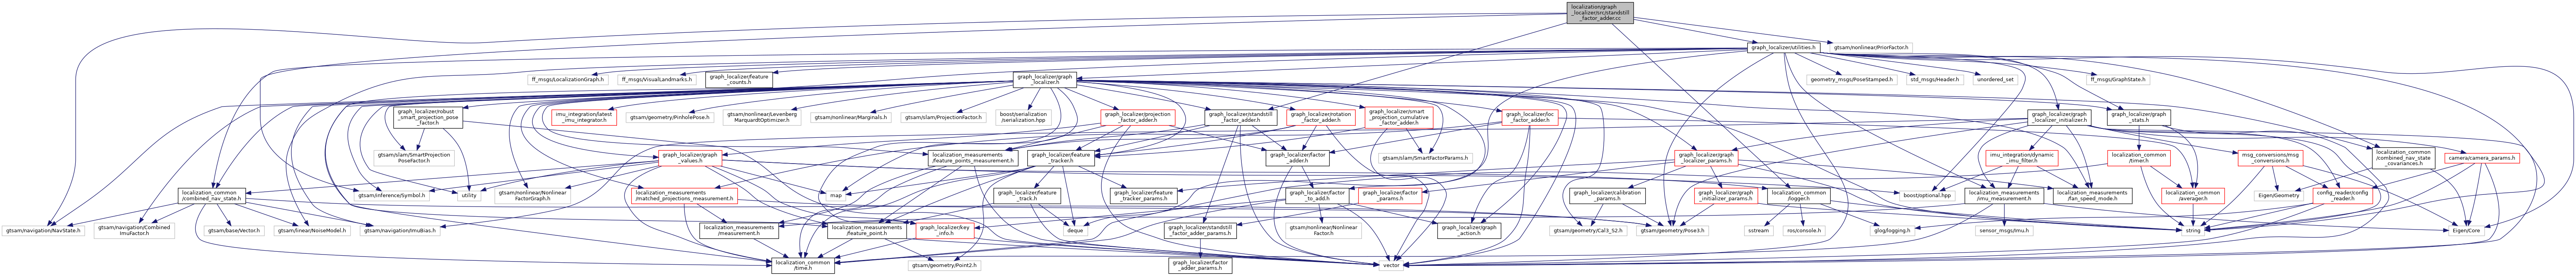 localization/graph
_localizer/src/standstill
_factor_adder.cc
graph_localizer/utilities.h
gtsam/nonlinear/PriorFactor.h
ff_msgs/LocalizationGraph.h
ff_msgs/VisualLandmarks.h
graph_localizer/feature
_counts.h
graph_localizer/graph
_localizer.h
geometry_msgs/PoseStamped.h
std_msgs/Header.h
unordered_set
ff_msgs/GraphState.h
graph_localizer/robust
_smart_projection_pose
_factor.h
imu_integration/latest
_imu_integrator.h
gtsam/geometry/PinholePose.h
gtsam/nonlinear/Levenberg
MarquardtOptimizer.h
gtsam/nonlinear/Marginals.h
gtsam/slam/ProjectionFactor.h
boost/serialization
/serialization.hpp
graph_localizer/projection
_factor_adder.h
graph_localizer/standstill
_factor_adder.h
graph_localizer/rotation
_factor_adder.h
graph_localizer/smart
_projection_cumulative
_factor_adder.h
graph_localizer/loc
_factor_adder.h
graph_localizer/graph
_localizer_initializer.h
graph_localizer/graph
_stats.h
gtsam/slam/SmartProjection
PoseFactor.h
graph_localizer/graph
_values.h
localization_measurements
/feature_points_measurement.h
graph_localizer/feature
_tracker.h
graph_localizer/factor
_adder.h
gtsam/slam/SmartFactorParams.h
graph_localizer/graph
_localizer_params.h
imu_integration/dynamic
_imu_filter.h
localization_common
/timer.h
msg_conversions/msg
_conversions.h
localization_common
/combined_nav_state
_covariances.h
camera/camera_params.h
localization_common
/combined_nav_state.h
gtsam/inference/Symbol.h
utility
gtsam/nonlinear/Nonlinear
FactorGraph.h
localization_measurements
/matched_projections_measurement.h
map
graph_localizer/feature
_track.h
graph_localizer/feature
_tracker_params.h
graph_localizer/factor
_to_add.h
graph_localizer/factor
_params.h
graph_localizer/calibration
_params.h
graph_localizer/graph
_initializer_params.h
localization_common
/logger.h
boost/optional.hpp
localization_measurements
/imu_measurement.h
localization_measurements
/fan_speed_mode.h
localization_common
/averager.h
Eigen/Geometry
config_reader/config
_reader.h
gtsam/navigation/NavState.h
gtsam/navigation/Combined
ImuFactor.h
gtsam/base/Vector.h
gtsam/linear/NoiseModel.h
gtsam/navigation/ImuBias.h
localization_measurements
/measurement.h
localization_measurements
/feature_point.h
graph_localizer/key
_info.h
deque
graph_localizer/standstill
_factor_adder_params.h
gtsam/nonlinear/Nonlinear
Factor.h
graph_localizer/graph
_action.h
gtsam/geometry/Cal3_S2.h
gtsam/geometry/Pose3.h
sstream
ros/console.h
glog/logging.h
sensor_msgs/Imu.h
string
Eigen/Core
localization_common
/time.h
gtsam/geometry/Point2.h
graph_localizer/factor
_adder_params.h
vector